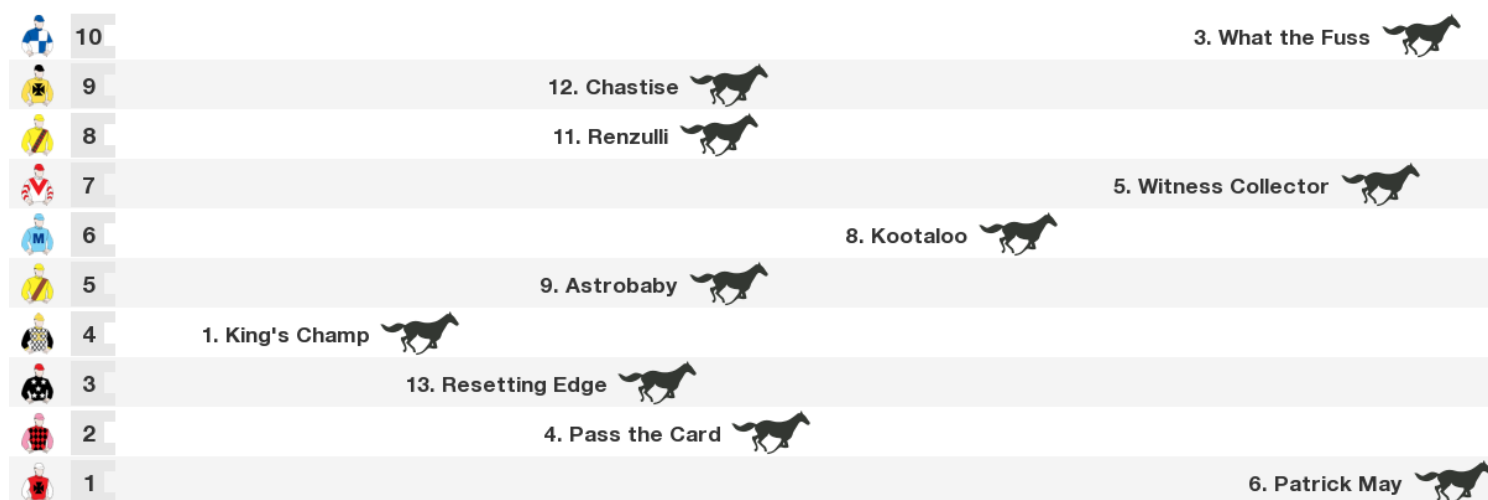 10 3. What the Fuss
9 12. Chastise
8 11. Renzulli
7 5. Witness Collector
M 6 8. Kootaloo
5 9. Astrobaby
4 1. King's Champ
3 13. Resetting Edge
2 4. Pass the Card
1 6. Patrick May